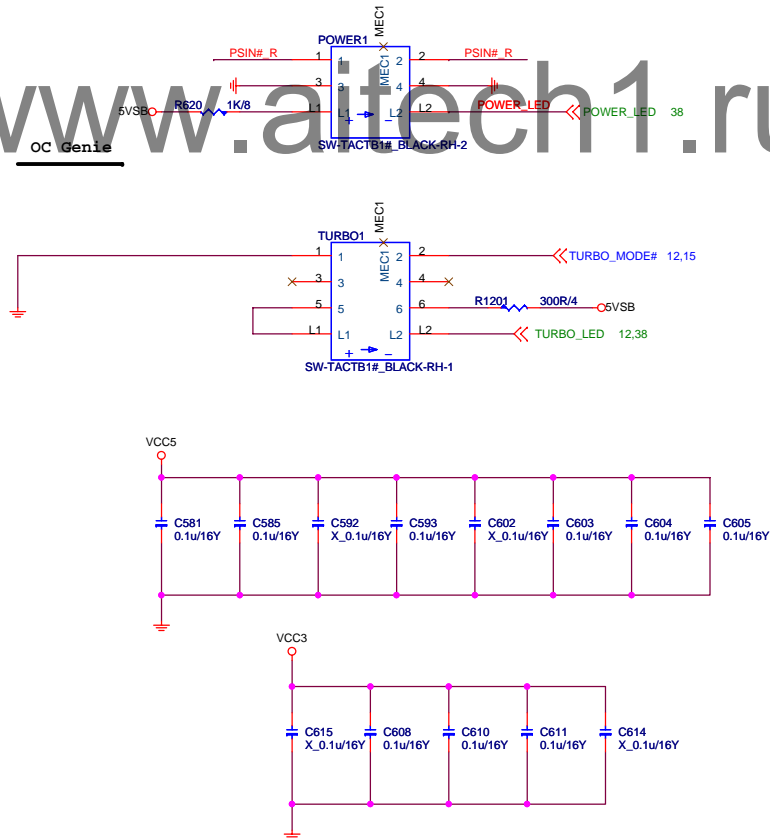 MEC1
POWER1
PSIN#_R 1 1 MEC1 2 2 PSIN#_R
3 3 4 4
5VSB R620 1K/8 L1 L1 L2 L2 POWER_LED POWER_LED 38
+ -
SW-TACTB1#_BLACK-RH-2
www.aitech1.ru
OC Genie
MEC1
TURBO1
1 1 MEC1 2 2 TURBO_MODE# 12,15
3 3 4 4
5 5 6 6 R1201 300R/4 5VSB
L1 L1 L2 L2 TURBO_LED 12,38
+ -
SW-TACTB1#_BLACK-RH-1
VCC5
C581 C585 C592 C593 C602 C603 C604 C605
0.1u/16Y 0.1u/16Y X_0.1u/16Y 0.1u/16Y X_0.1u/16Y 0.1u/16Y 0.1u/16Y 0.1u/16Y
VCC3
C615 C608 C610 C611 C614
X_0.1u/16Y 0.1u/16Y 0.1u/16Y 0.1u/16Y X_0.1u/16Y